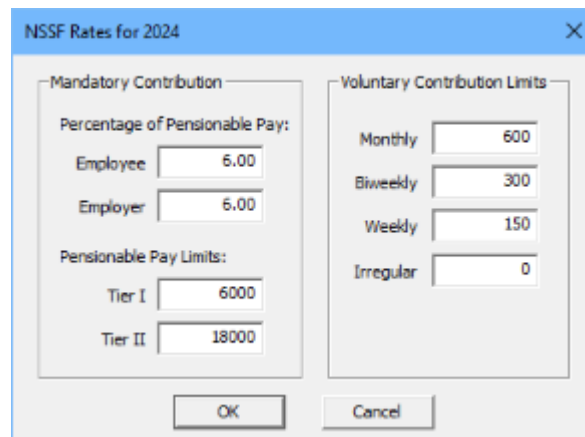 NSSF Rates for 2024
Mandatory Contribution
Percentage of Pensionable Pay:
Employee 6.00
Employer 6.00
Pensionable Pay Limits:
Tier I 6000
Tier II 18000
Voluntary Contribution Limits
Monthly 600
Biweekly 300
Weekly 150
Irregular 0
OK Cancel